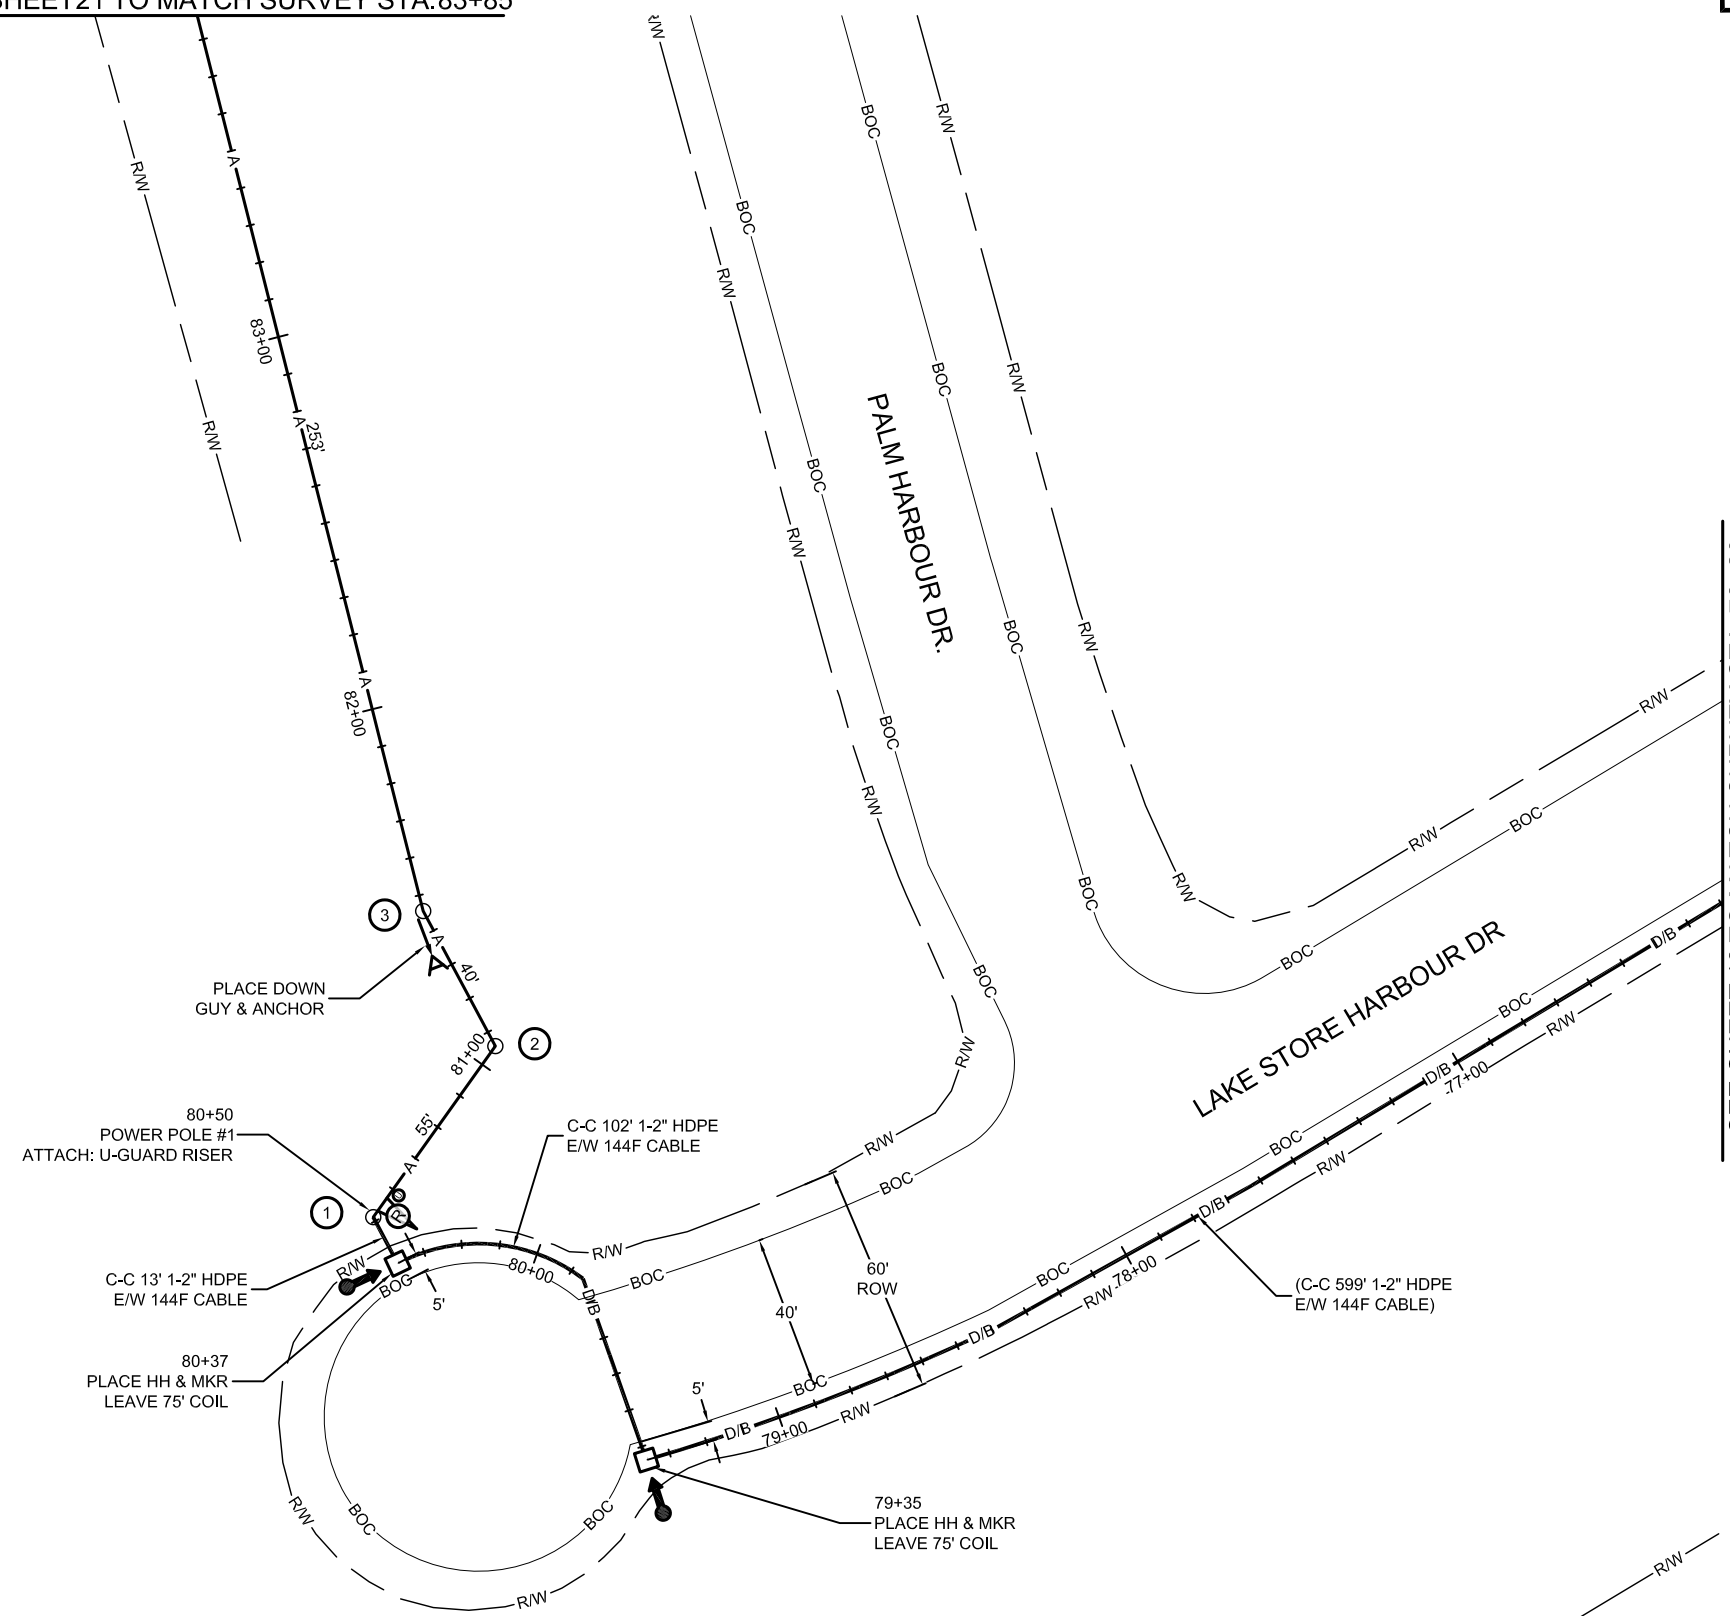 SHEET21 TO MATCH SURVEY STA:83+85
R/W
R/W
R/W
BOC
R/W
A
R/W
BOC
R/W
83+00
BOC
R/W
A
253'
R/W
PALM HARBOUR DR.
BOC
R/W
BOC
R/W
A
82+00
R/W
BOC
R/W
R/W
BOC
R/W
BOC
3
A
40'
PLACE DOWN
GUY & ANCHOR
BOC
BOC
D/B
LAKE STORE HARBOUR DR
BOC
R/W
2
81+00
R/W
D/B
77+00
80+50
POWER POLE #1
ATTACH: U-GUARD RISER
55'
C-C 102' 1-2" HDPE
E/W 144F CABLE
A
R/W
BOC
BOC
R/W
1
R
D/B
R/W
R/W
BOC
80+00
BOC
5'
C-C 13' 1-2" HDPE
E/W 144F CABLE
BOC
D/B
60'
ROW
40'
BOC
R/W
78+00
(C-C 599' 1-2" HDPE
E/W 144F CABLE)
D/B
80+37
PLACE HH & MKR
LEAVE 75' COIL
5'
BOC
D/B
79+00
R/W
R/W
BOC
BOC
79+35
PLACE HH & MKR
LEAVE 75' COIL
R/W
R/W